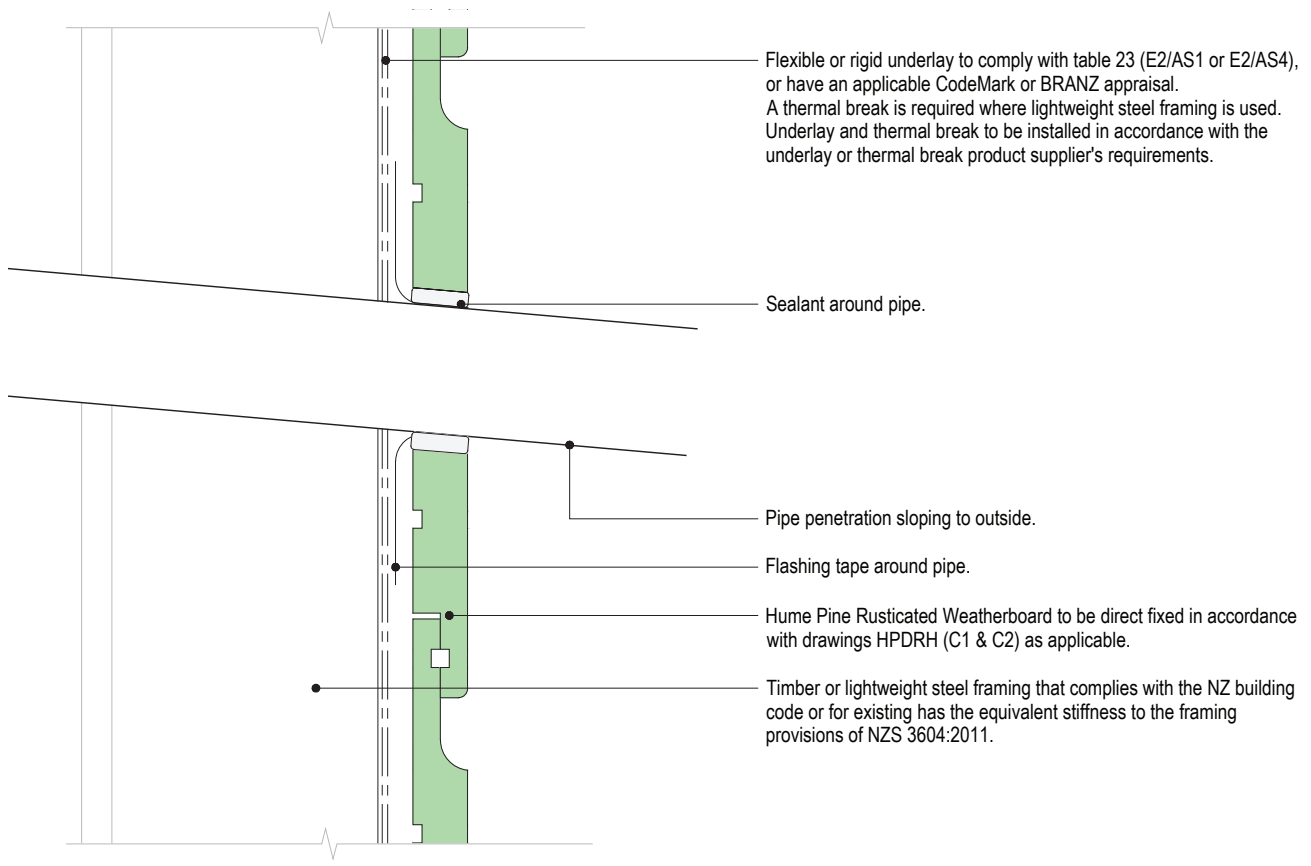 Flexible or rigid underlay to comply with table 23 (E2/AS1 or E2/AS4),
or have an applicable CodeMark or BRANZ appraisal.
A thermal break is required where lightweight steel framing is used.
Underlay and thermal break to be installed in accordance with the
underlay or thermal break product supplier's requirements.
Sealant around pipe.
Pipe penetration sloping to outside.
Flashing tape around pipe.
Hume Pine Rusticated Weatherboard to be direct fixed in accordance
with drawings HPDRH (C1 & C2) as applicable.
Timber or lightweight steel framing that complies with the NZ building
code or for existing has the equivalent stiffness to the framing
provisions of NZS 3604:2011.